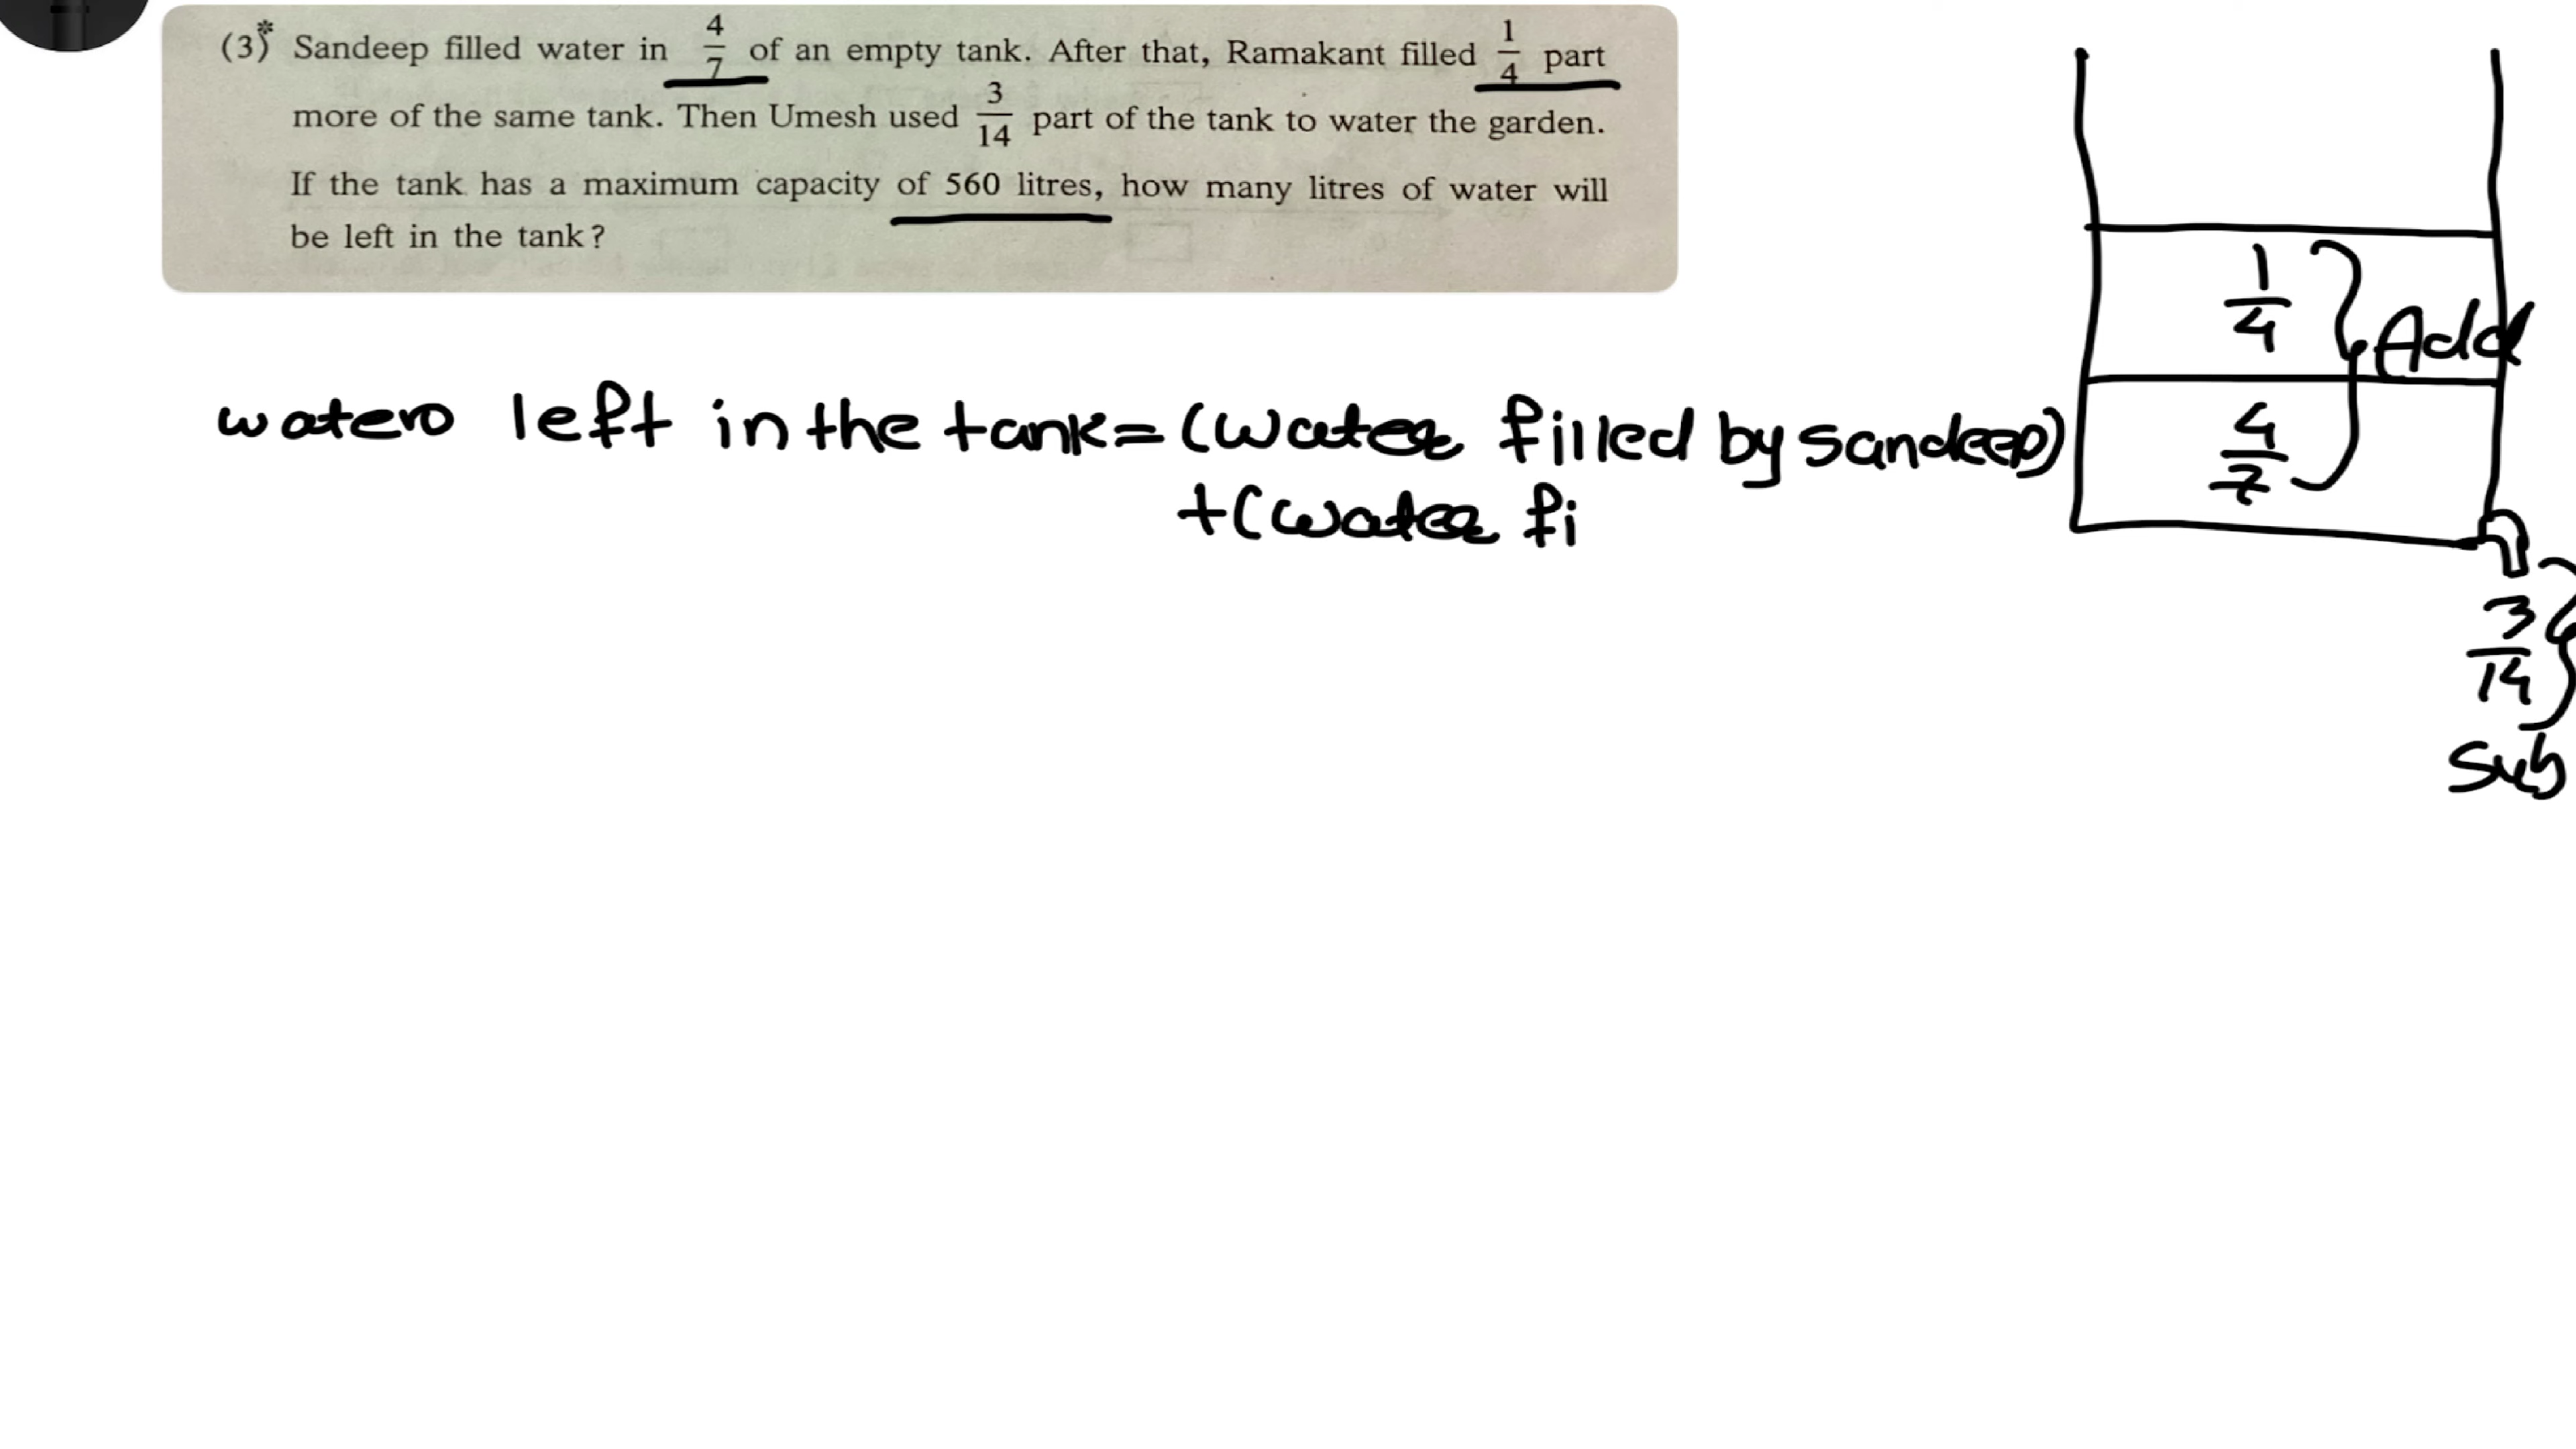 (3)* Sandeep filled water in 4/7 of an empty tank. After that, Ramakant filled 1/4 part
more of the same tank. Then Umesh used 3/14 part of the tank to water the garden.
If the tank has a maximum capacity of 560 litres, how many litres of water will
be left in the tank?
water left in the tank = (water filled by sandeep)
+(water fi
1/4
Add
4/7
3/14
Sub